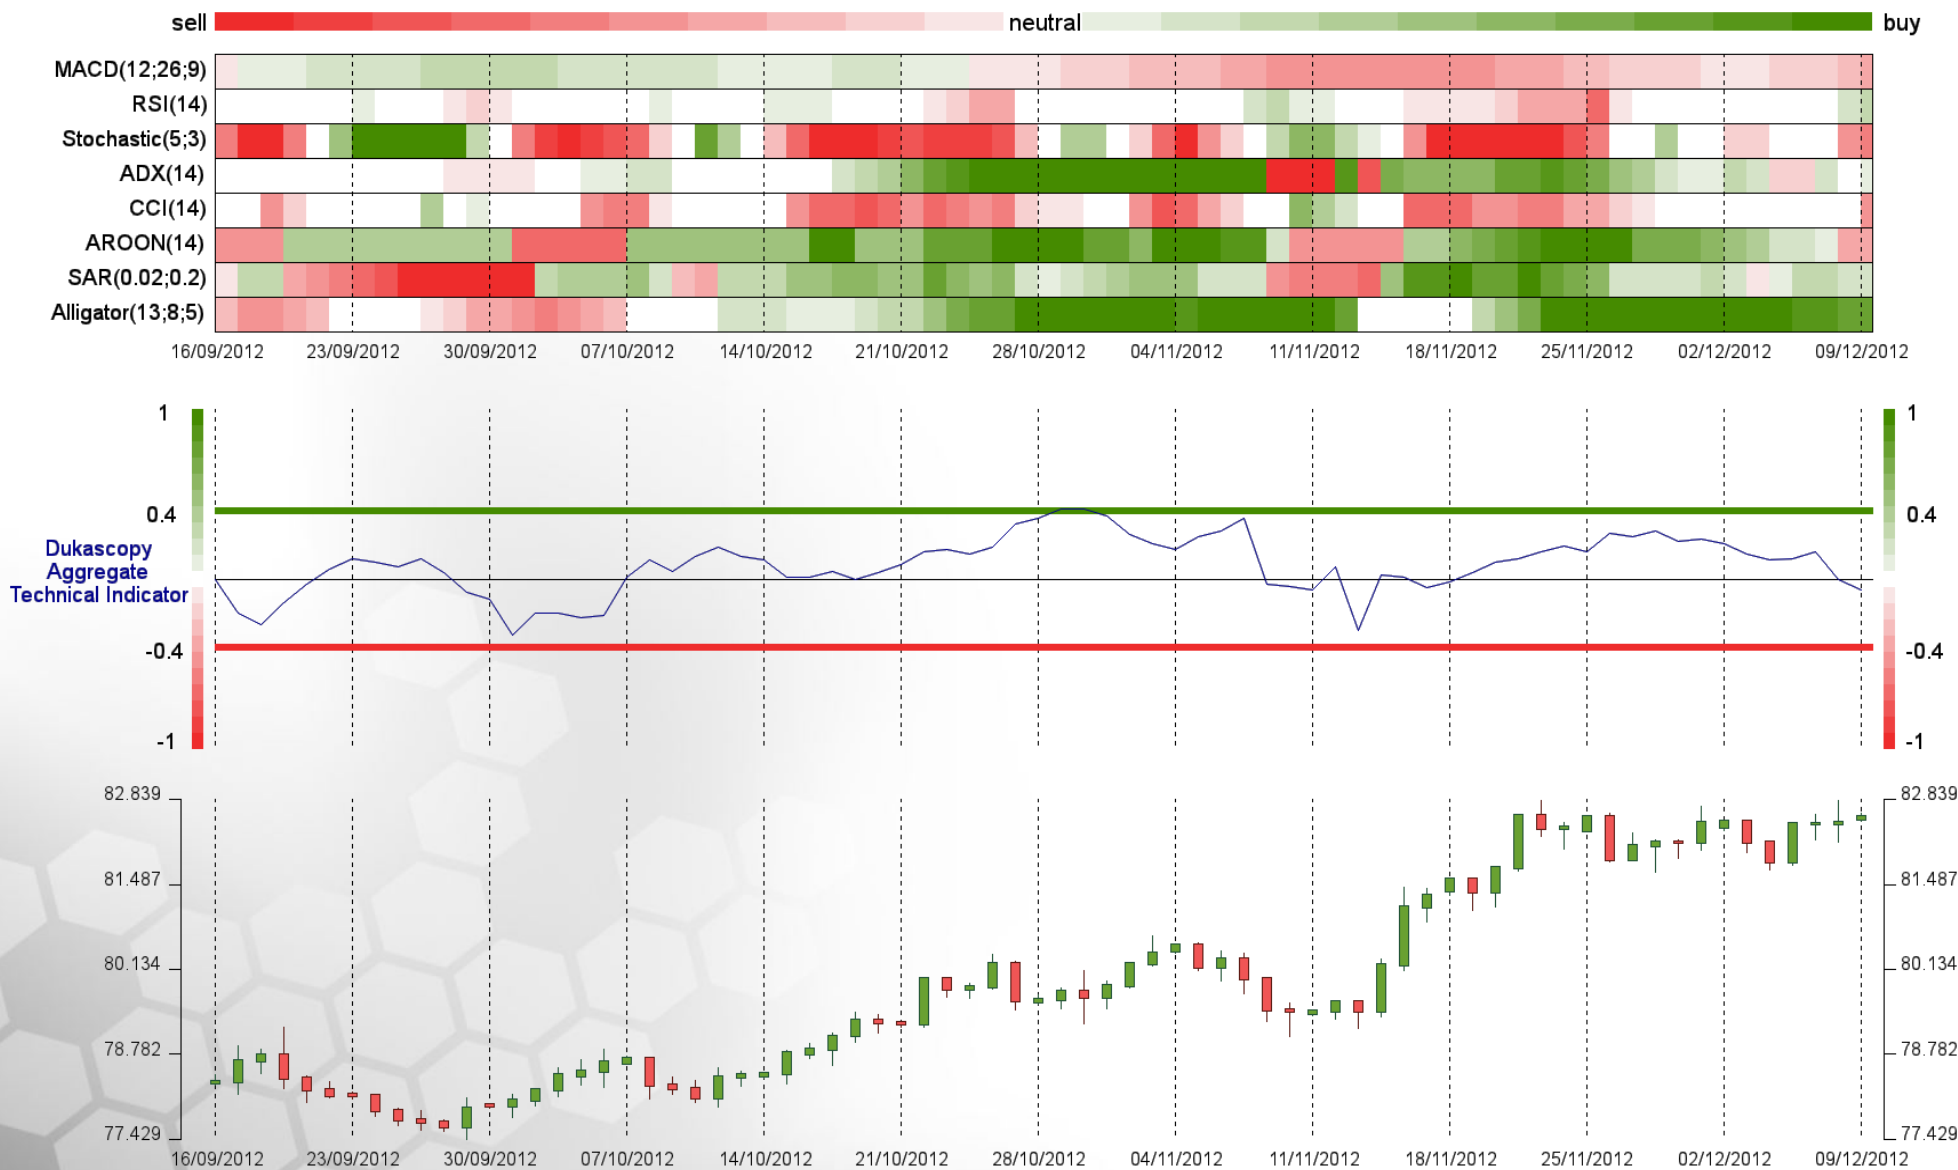 sell neutral buy
MACD(12;26;9)
RSI(14)
Stochastic(5;3)
ADX(14)
CCI(14)
AROON(14)
SAR(0.02;0.2)
Alligator(13;8;5)
16/09/2012 23/09/2012 30/09/2012 07/10/2012 14/10/2012 21/10/2012 28/10/2012 04/11/2012 11/11/2012 18/11/2012 25/11/2012 02/12/2012 09/12/2012
1 1
0.4 0.4
Dukascopy
Aggregate
Technical Indicator
-0.4 -0.4
-1 -1
82.839 82.839
81.487 81.487
80.134 80.134
78.782 78.782
77.429 77.429
16/09/2012 23/09/2012 30/09/2012 07/10/2012 14/10/2012 21/10/2012 28/10/2012 04/11/2012 11/11/2012 18/11/2012 25/11/2012 02/12/2012 09/12/2012